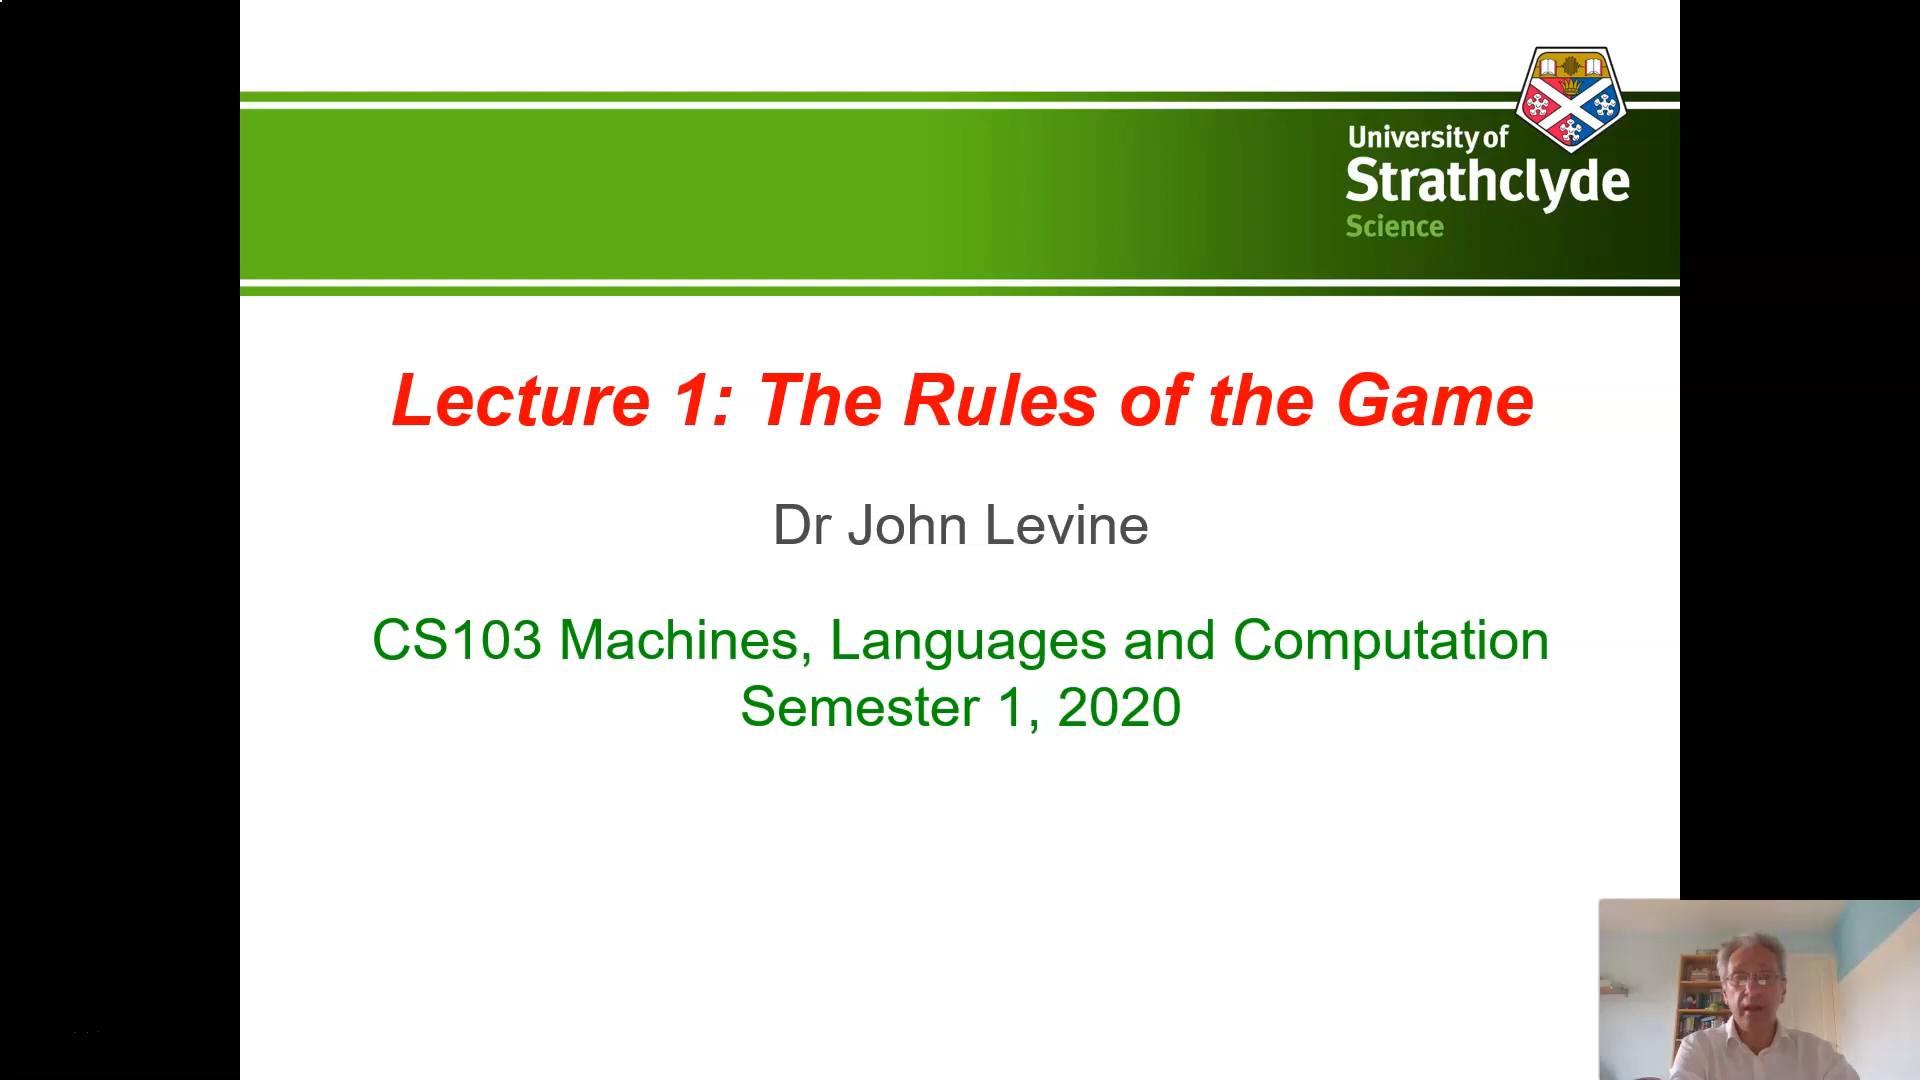 University of
Strathclyde
Science
Lecture 1: The Rules of the Game
Dr John Levine
CS103 Machines, Languages and Computation
Semester 1, 2020